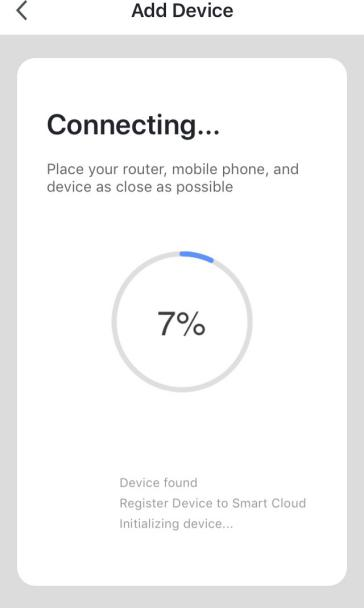 Add Device
Connecting...
Place your router, mobile phone, and
device as close as possible
7%
Device found
Register Device to Smart Cloud
Initializing device...